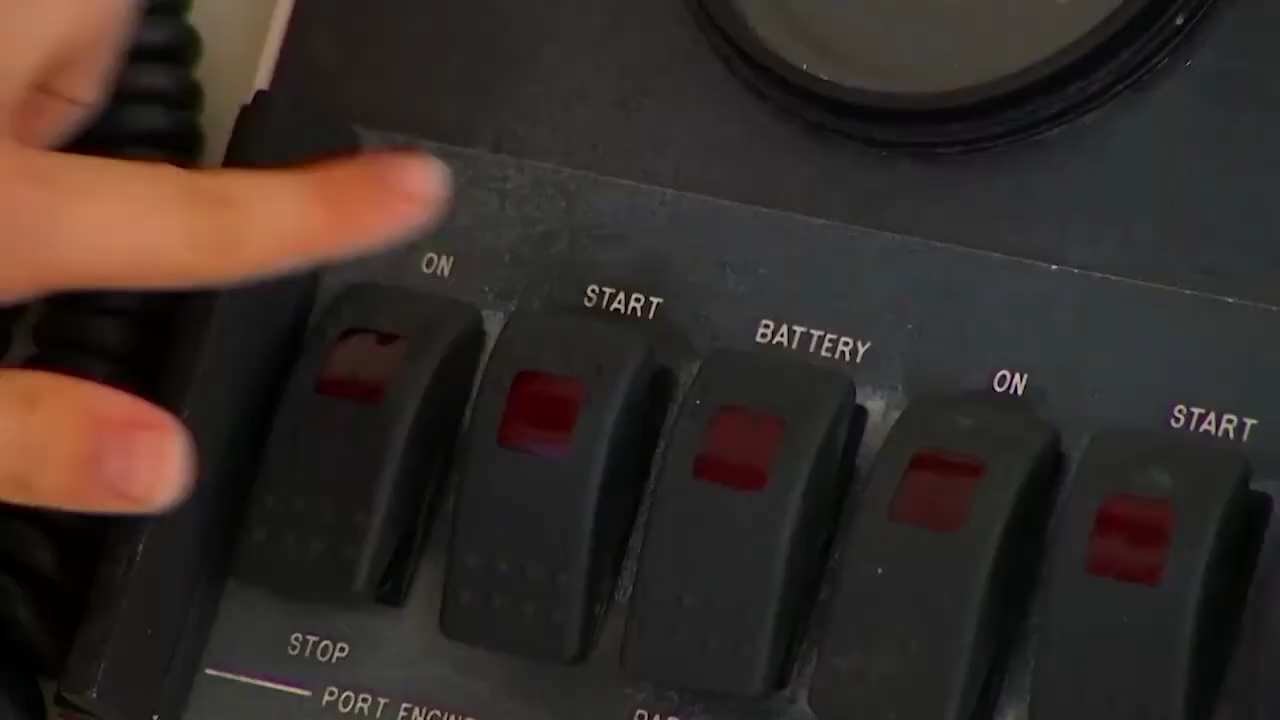 ON
START
BATTERY
ON
START
STOP
PORT ENGINE